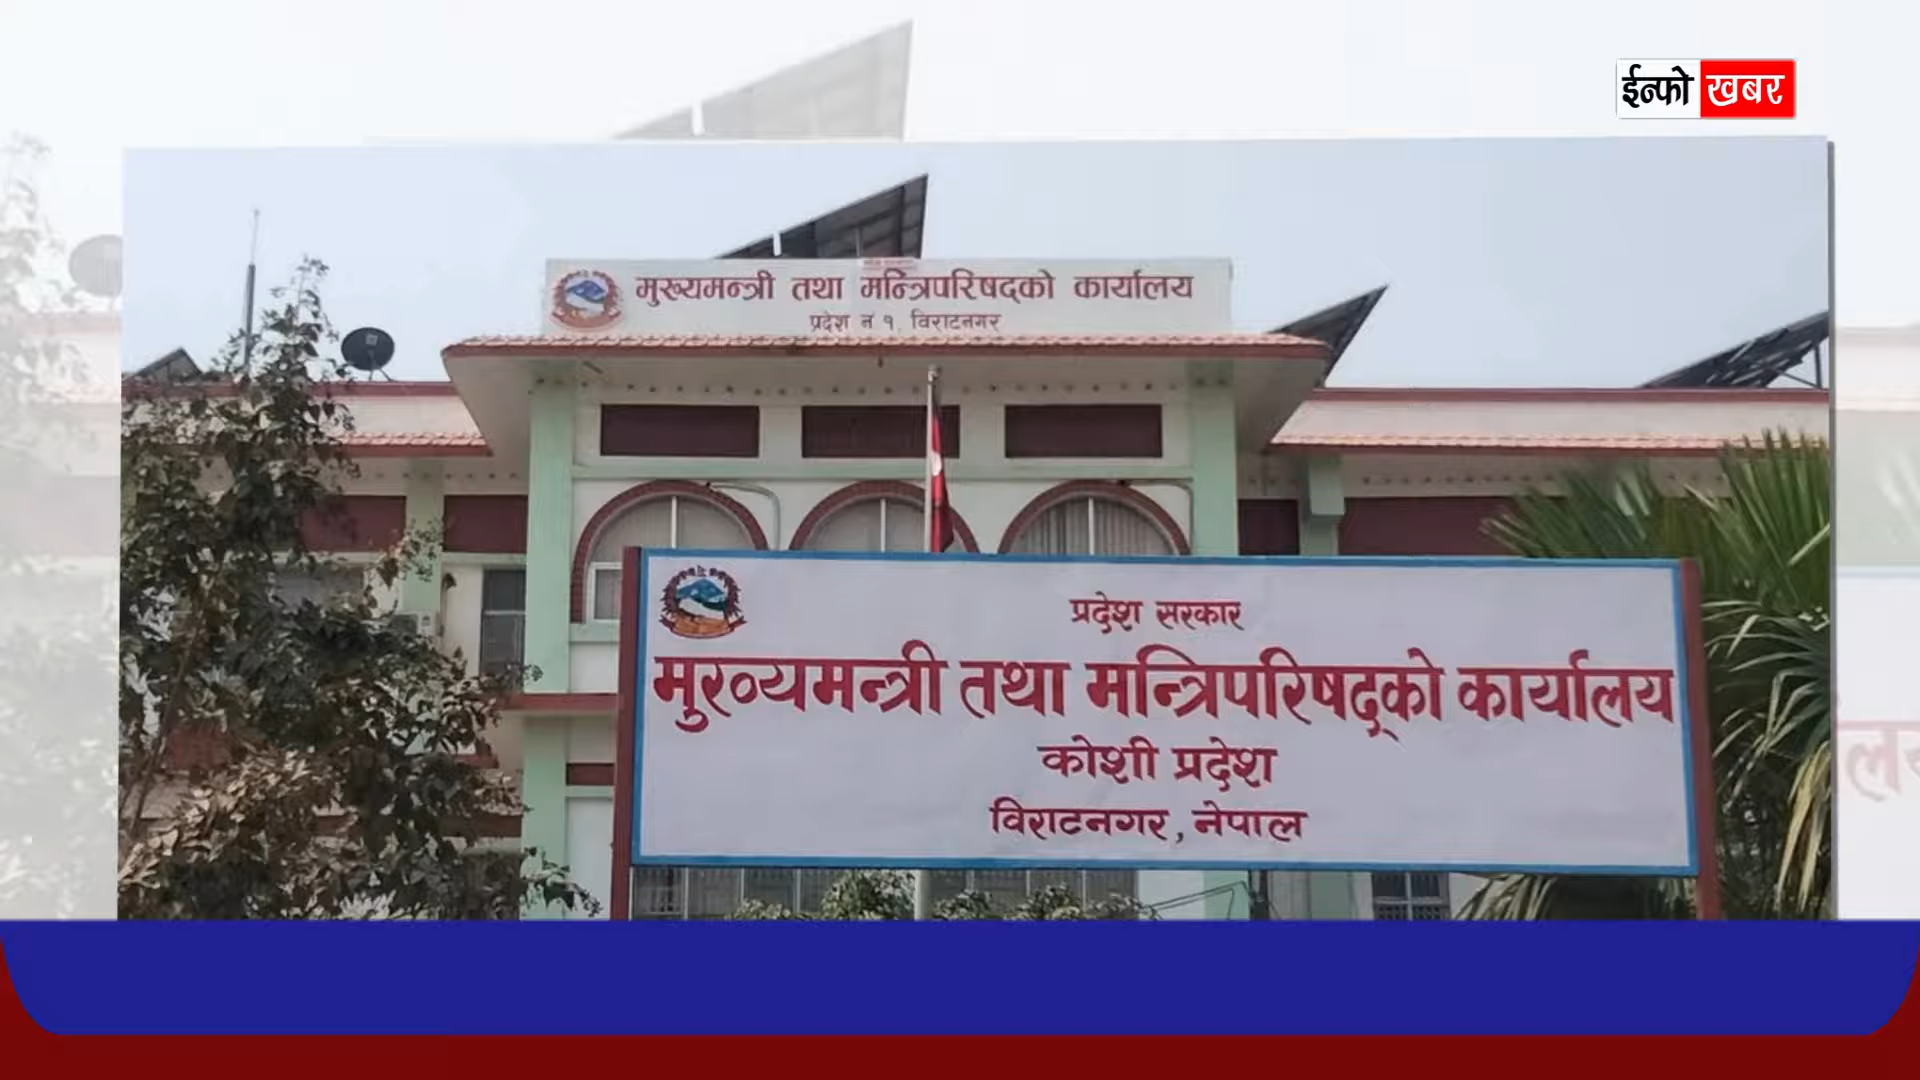 ईन्फो खबर
मुख्यमन्त्री तथा मन्त्रिपरिषद्को कार्यालय
प्रदेश नं १, विराटनगर
प्रदेश सरकार
मुख्यमन्त्री तथा मन्त्रिपरिषद्को कार्यालय
कोशी प्रदेश
विराटनगर, नेपाल